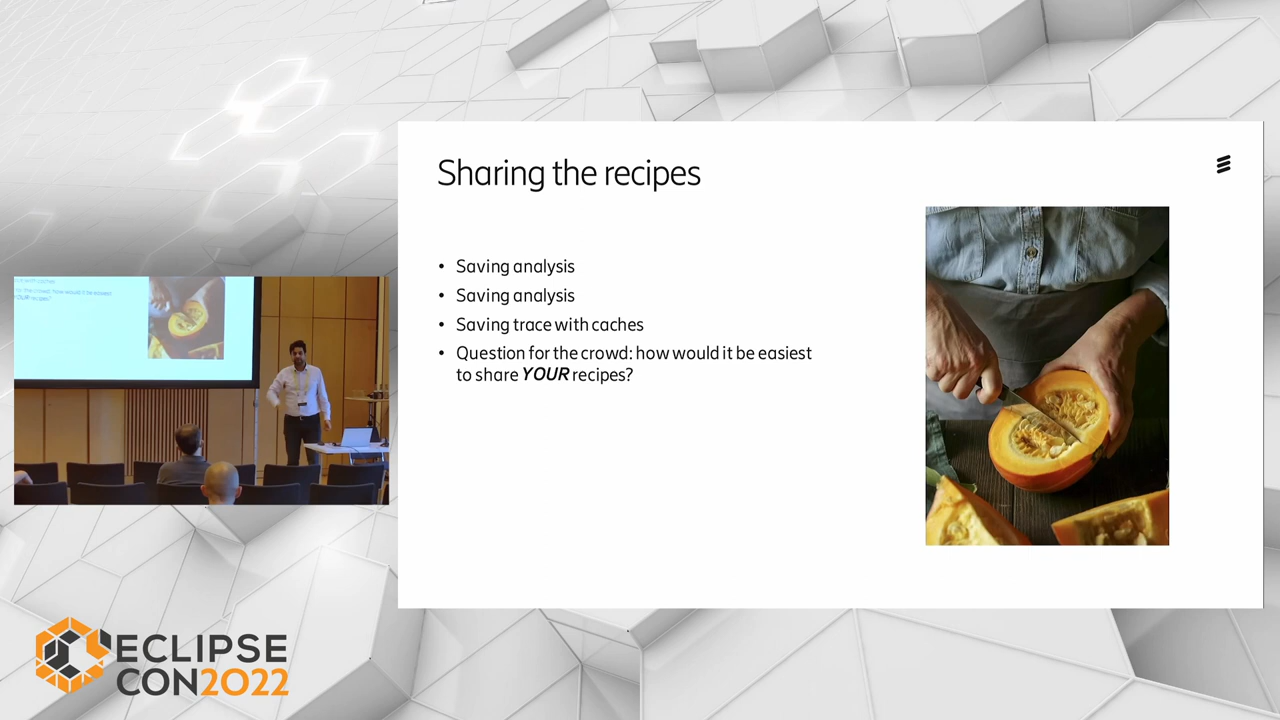 Sharing the recipes
• Saving analysis
• Saving analysis
• Saving trace with caches
• Question for the crowd: how would it be easiest
to share YOUR recipes?
ECLIPSE
CON2022